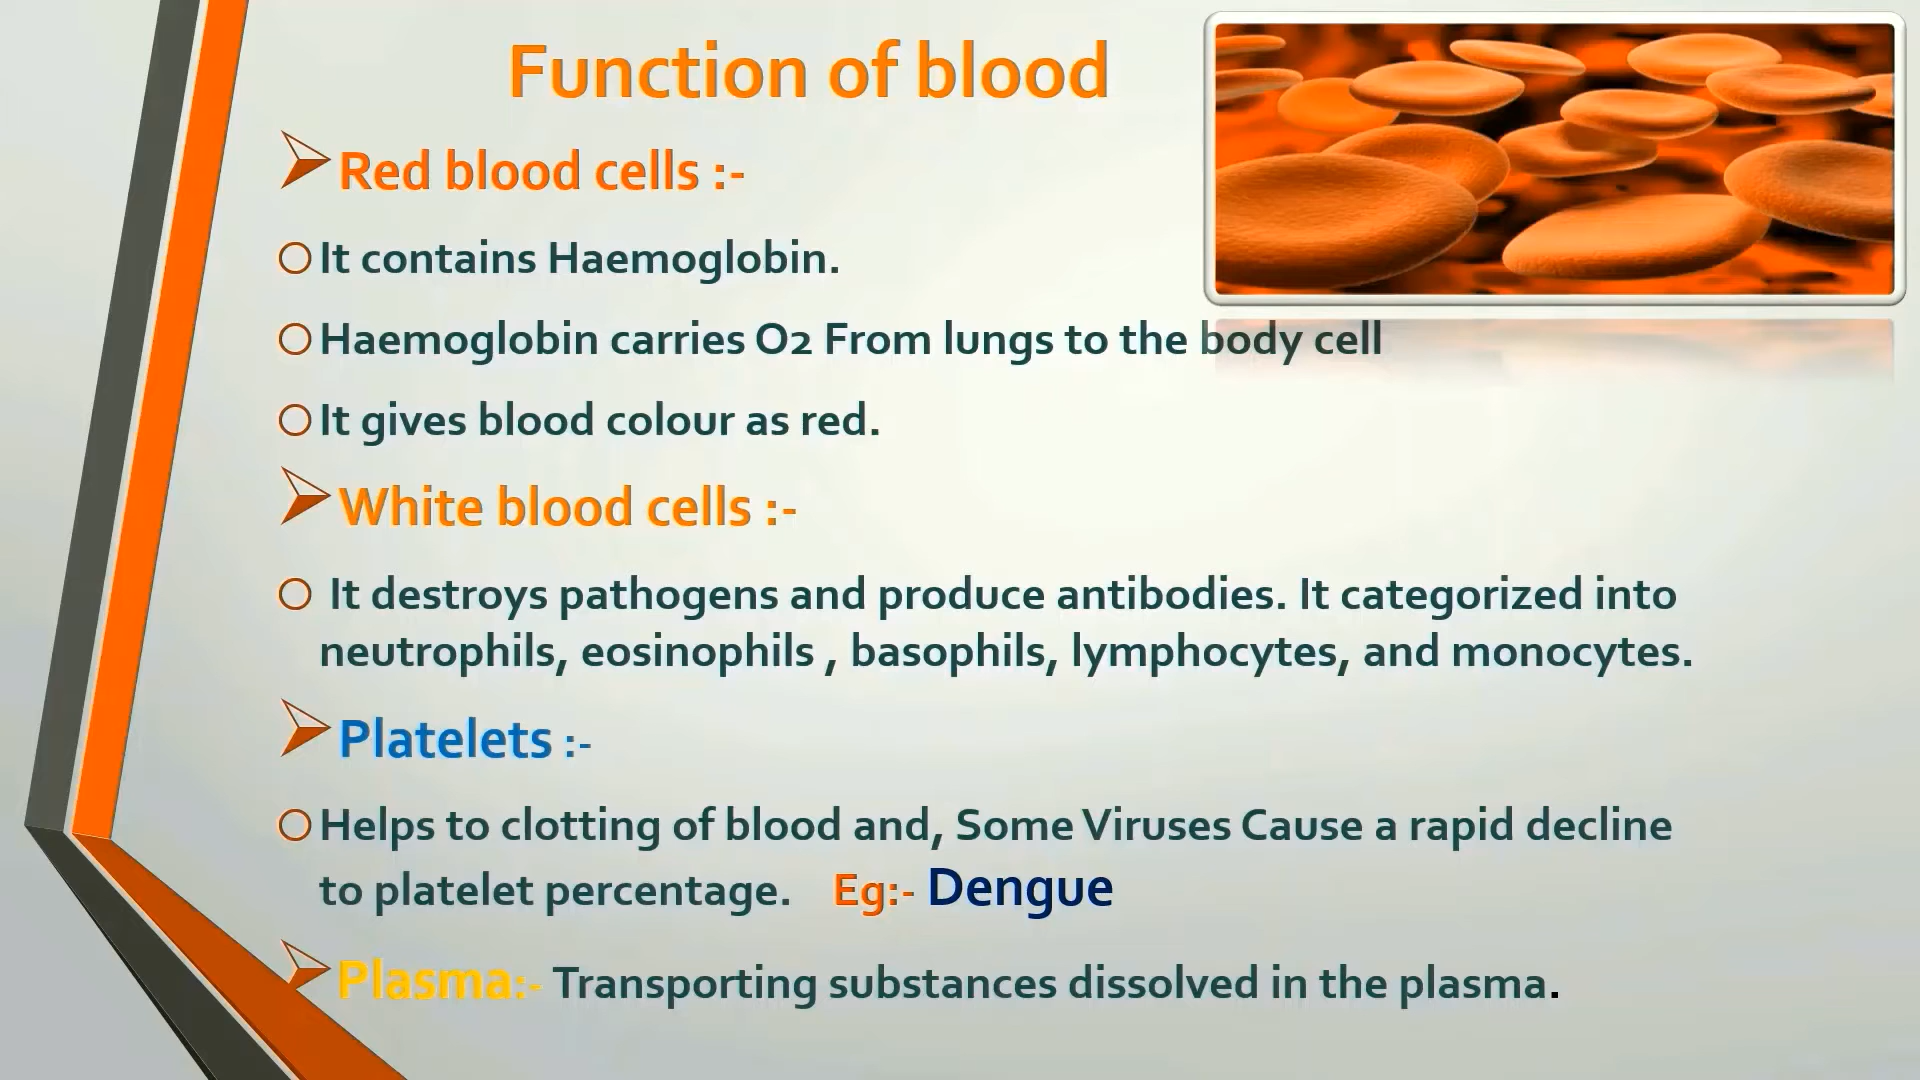 Function of blood
Red blood cells :-
It contains Haemoglobin.
Haemoglobin carries O2 From lungs to the body cell
It gives blood colour as red.
White blood cells :-
It destroys pathogens and produce antibodies. It categorized into
neutrophils, eosinophils , basophils, lymphocytes, and monocytes.
Platelets :-
Helps to clotting of blood and, Some Viruses Cause a rapid decline
to platelet percentage. Eg:- Dengue
Plasma:- Transporting substances dissolved in the plasma.